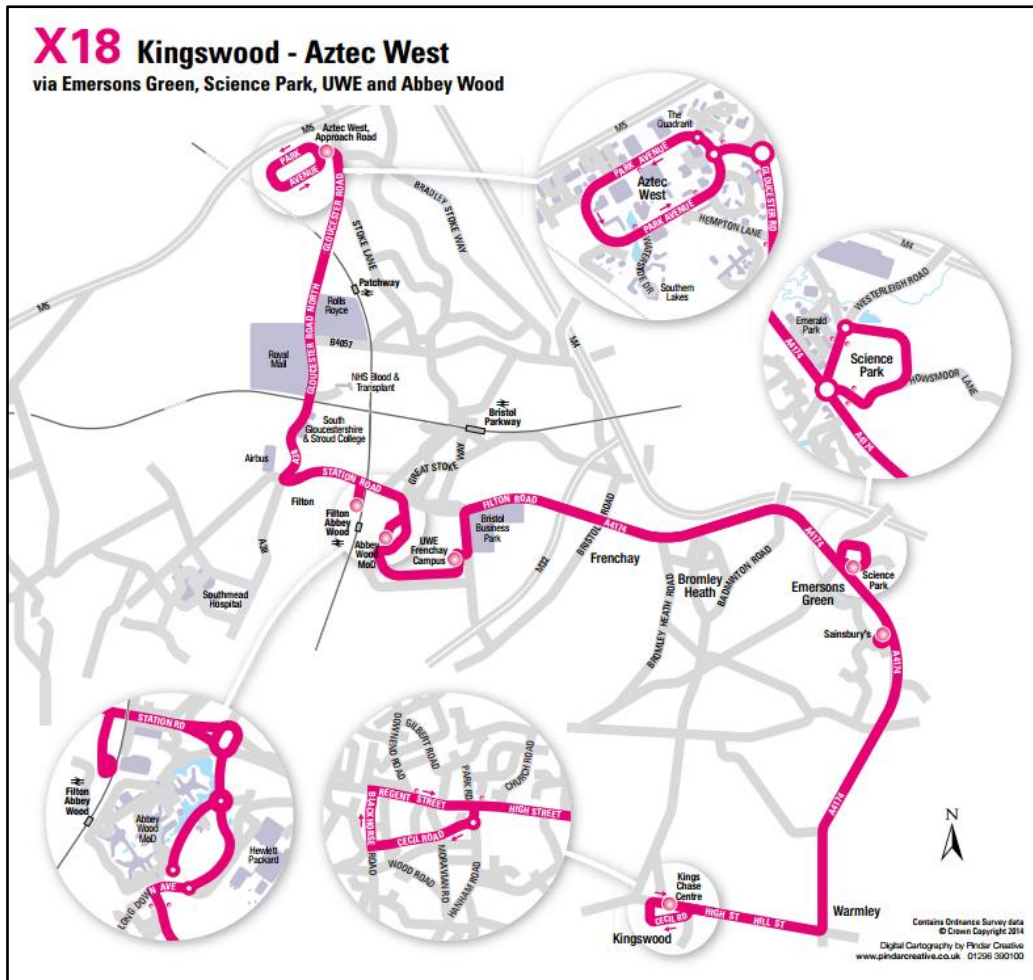 X18 Kingswood - Aztec West
via Emersons Green, Science Park, UWE and Abbey Wood
M5
Aztec West,
Approach Road
PARK
AVENUE
GLOUCESTER ROAD
STOKE LANE
BRADLEY STOKE WAY
Patchway
Rolls
Royce
GLOUCESTER ROAD NORTH
B4057
Royal
Mail
M5
NHS Blood &
Transplant
South
Gloucestershire
& Stroud College
Airbus
A38
STATION ROAD
Bristol
Parkway
GREAT STOKE WAY
M4
Filton
Filton
Abbey
Wood
Abbey
Wood
MoD
UWE
Frenchay
Campus
FILTON ROAD
Bristol
Business
Park
A4174
BRISTOL ROAD
Frenchay
M32
A38
Southmead
Hospital
Bromley
Heath
BROMLEY HEATH ROAD
BADMINTON ROAD
A4174
Emersons
Green
Science
Park
Sainsbury's
A4174
A4174
Warmley
HILL ST
HIGH ST
Kings
Chase
Centre
CECIL RD
Kingswood
The
Quadrant
M5
PARK AVENUE
Aztec
West
PARK AVENUE
HEMPTON LANE
GLOUCESTER RD
WATERSIDE DR
Southern
Lakes
M4
WESTERLEIGH ROAD
Emerald
Park
A4174
Science
Park
HOWSMOOR LANE
A4174
STATION RD
Filton
Abbey
Wood
Abbey
Wood
MoD
Hewlett
Packard
LONG DOWN AVE
DOWNEND ROAD
GILBERT ROAD
PARK RD
CHURCH ROAD
REGENT STREET
HIGH STREET
BLACKHORSE
ROAD
CECIL ROAD
WOOD ROAD
MORAVIAN RD
HANHAM ROAD
N
Contains Ordnance Survey data
© Crown Copyright 2014
Digital Cartography by Pindar Creative
www.pindarcreative.co.uk 01296 390100